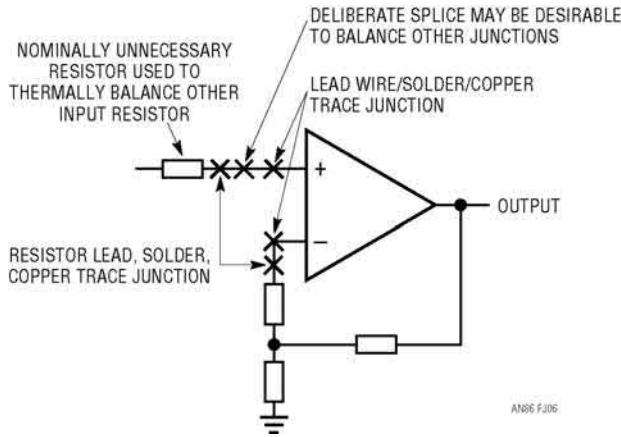 DELIBERATE SPLICE MAY BE DESIRABLE
TO BALANCE OTHER JUNCTIONS
NOMINALLY UNNECESSARY
RESISTOR USED TO
THERMALLY BALANCE OTHER
INPUT RESISTOR
LEAD WIRE/SOLDER/COPPER
TRACE JUNCTION
+
–
OUTPUT
RESISTOR LEAD, SOLDER,
COPPER TRACE JUNCTION
AN86 FJ06